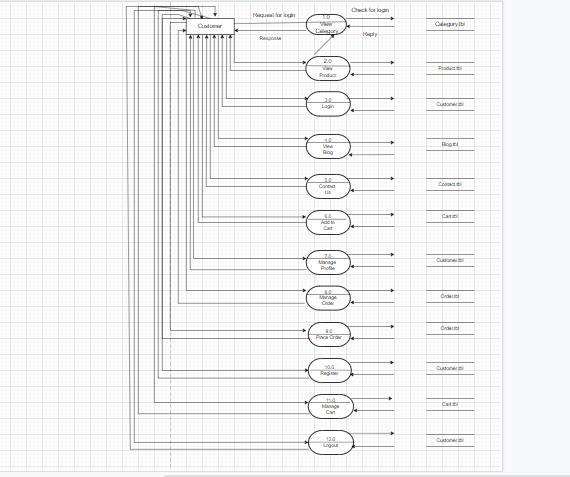 Check for login
Request for login
1.0
View
Category
Category.tbl
Customer
Reply
Response
2.0
View
Product
Product.tbl
3.0
Login
Customer.tbl
4.0
View
Blog
Blog.tbl
5.0
Contact
Us
Contact.tbl
6.0
Add to
Cart
Cart.tbl
7.0
Manage
Profile
Customer.tbl
8.0
Manage
Order
Order.tbl
9.0
Place Order
Order.tbl
10.0
Register
Customer.tbl
11.0
Manage
Cart
Cart.tbl
12.0
Logout
Customer.tbl